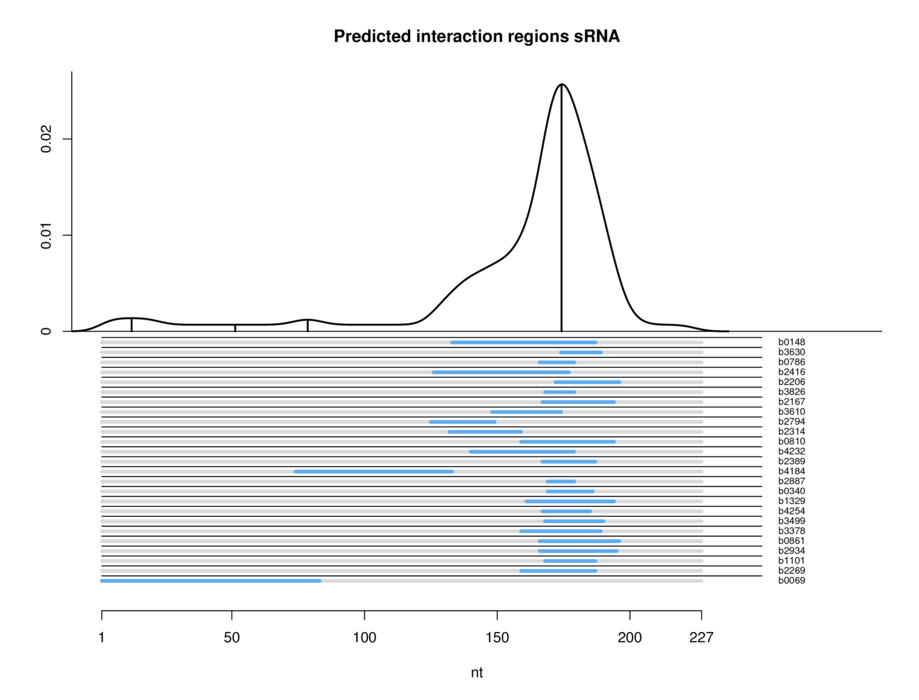 Predicted interaction regions sRNA
0.02
0.01
0
b0148
b3630
b0786
b2416
b2206
b3826
b2167
b3610
b2794
b2314
b0810
b4232
b2389
b4184
b2887
b0340
b1329
b4254
b3499
b3378
b0861
b2934
b1101
b2269
b0069
1 50 100 150 200 227
nt